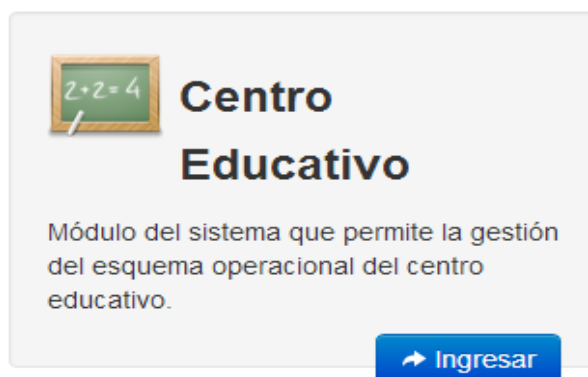 2+2=4
Centro
Educativo
Módulo del sistema que permite la gestión
del esquema operacional del centro
educativo.
Ingresar